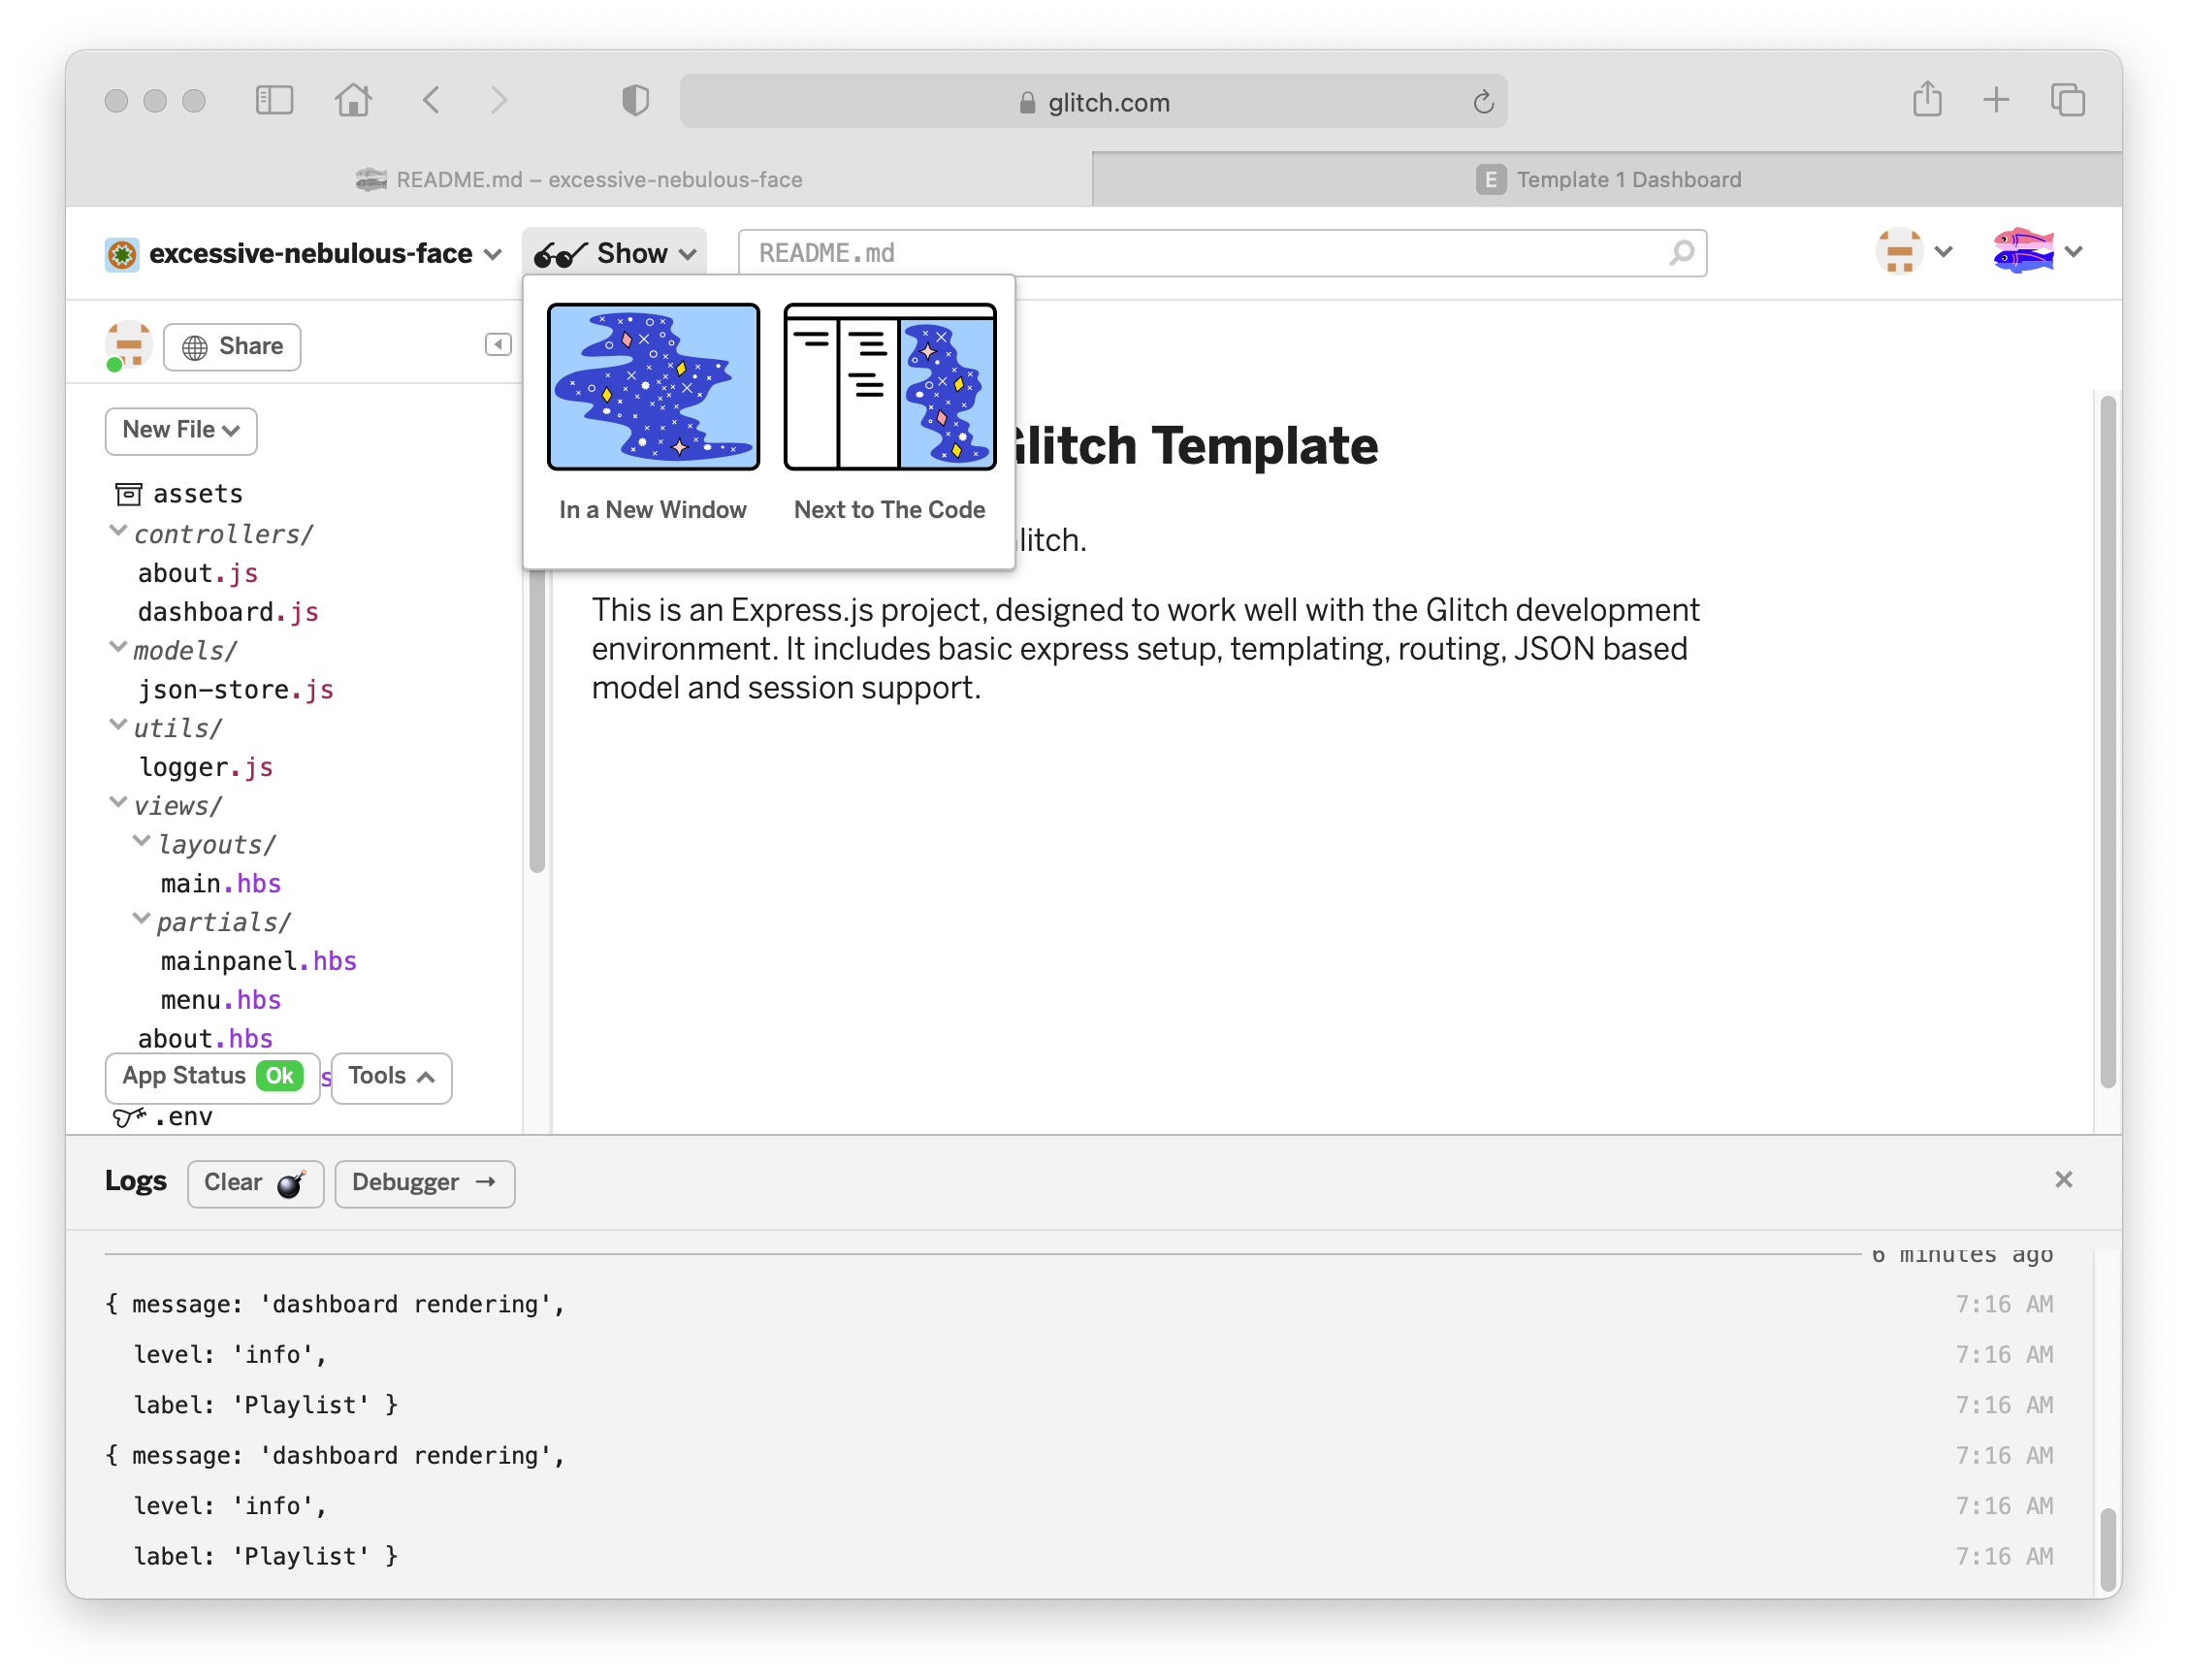 glitch.com
README.md – excessive-nebulous-face
E Template 1 Dashboard
excessive-nebulous-face
Show
README.md
Share
In a New Window
Next to The Code
New File
assets
controllers/
about.js
dashboard.js
models/
json-store.js
utils/
logger.js
views/
layouts/
main.hbs
partials/
mainpanel.hbs
menu.hbs
about.hbs
App Status Ok
s
Tools
.env
Glitch Template
litch.
This is an Express.js project, designed to work well with the Glitch development
environment. It includes basic express setup, templating, routing, JSON based
model and session support.
Logs
Clear
Debugger →
6 minutes ago
{ message: 'dashboard rendering', 7:16 AM
level: 'info', 7:16 AM
label: 'Playlist' } 7:16 AM
{ message: 'dashboard rendering', 7:16 AM
level: 'info', 7:16 AM
label: 'Playlist' } 7:16 AM